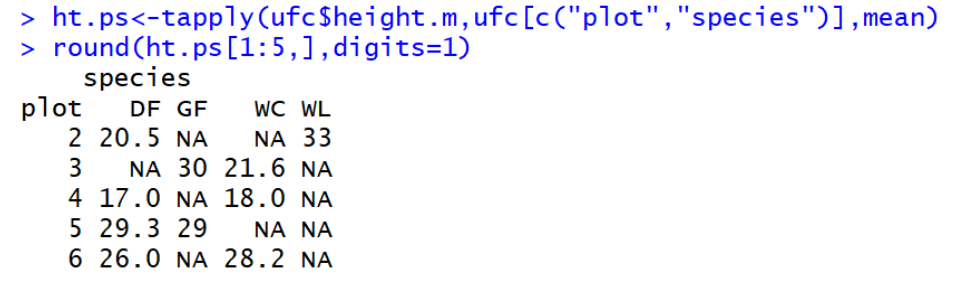 > ht.ps<-tapply(ufc$height.m,ufc[c("plot","species")],mean)
> round(ht.ps[1:5,],digits=1)
    species
plot   DF GF   WC WL
   2 20.5 NA   NA 33
   3   NA 30 21.6 NA
   4 17.0 NA 18.0 NA
   5 29.3 29   NA NA
   6 26.0 NA 28.2 NA